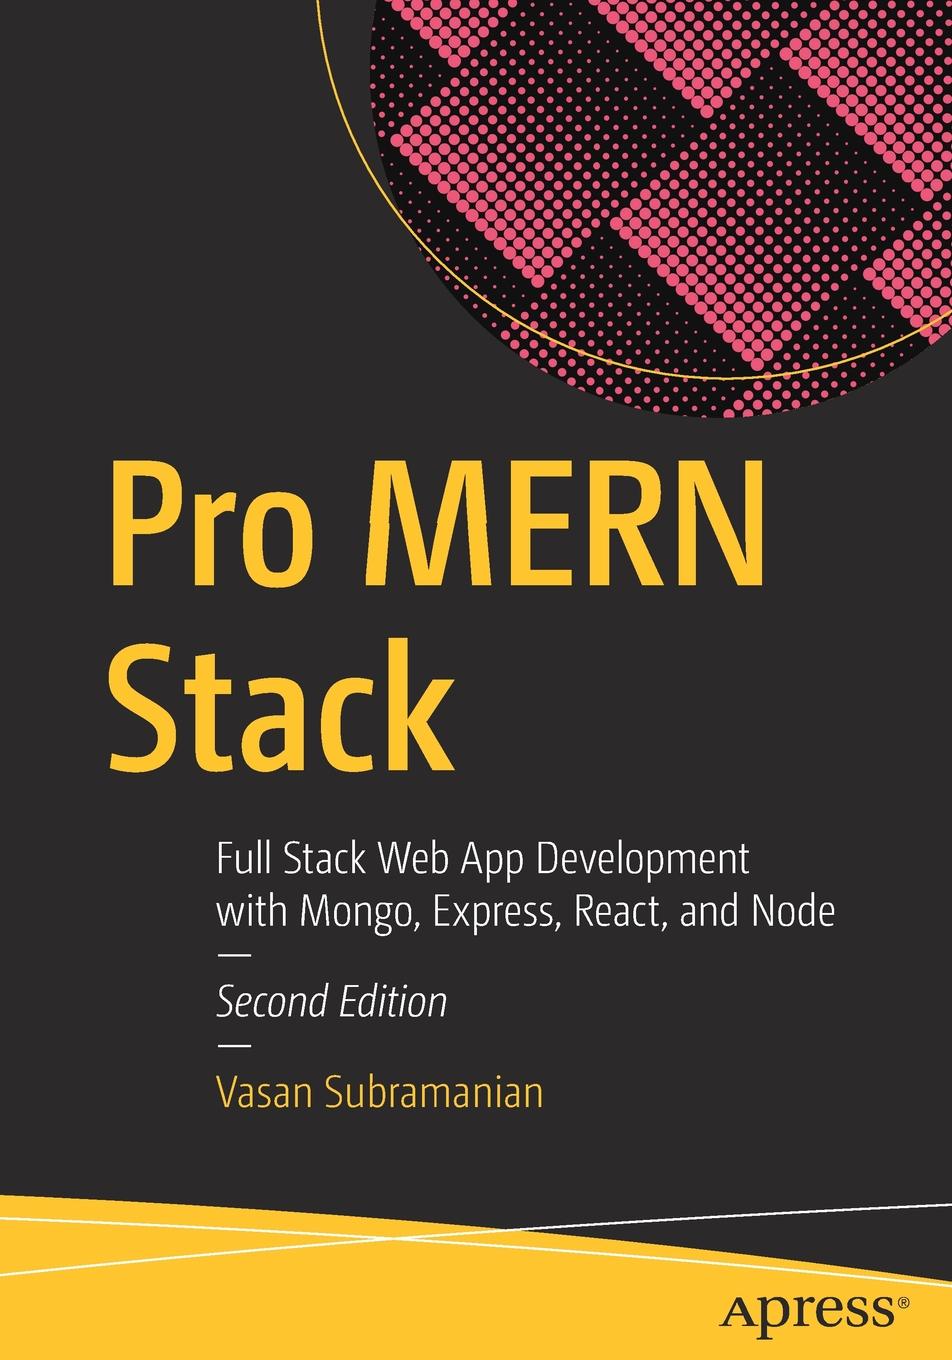 Pro MERN
Stack
Full Stack Web App Development
with Mongo, Express, React, and Node
—
Second Edition
—
Vasan Subramanian
Apress®